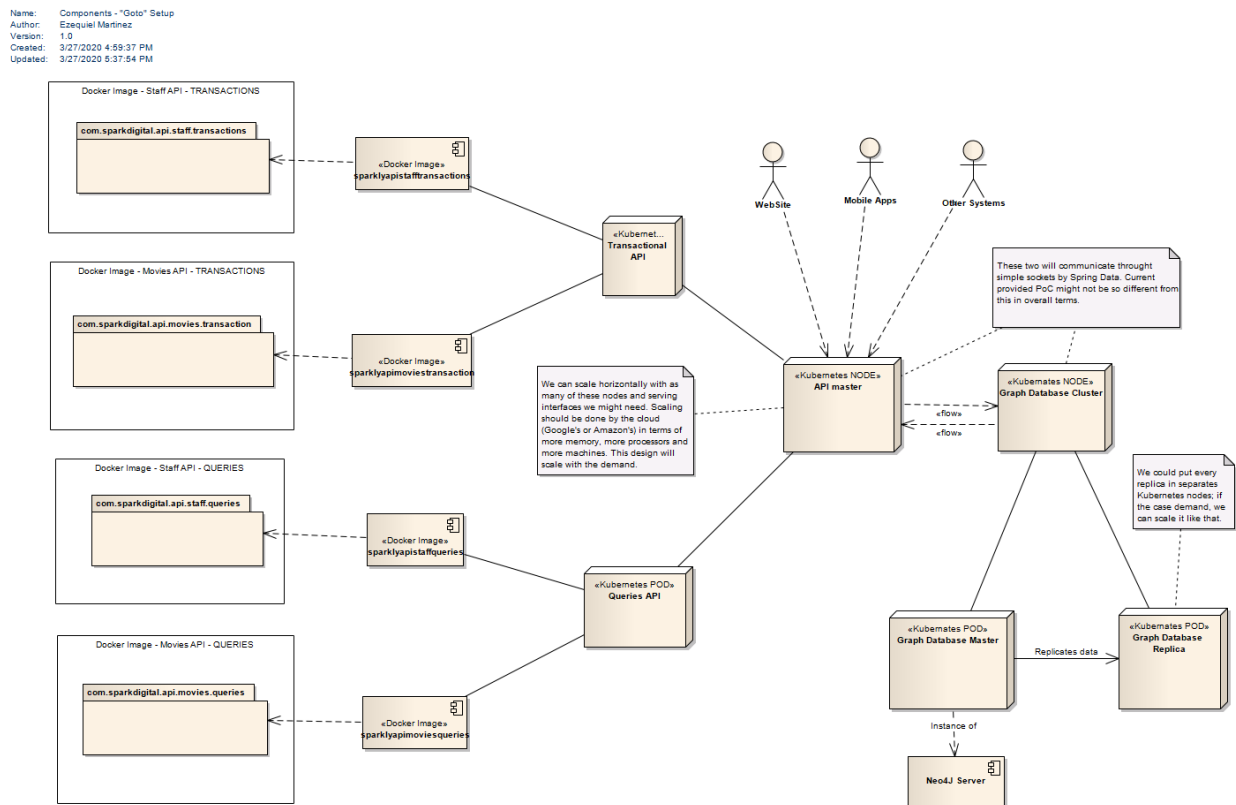 Name: Components - "Goto" Setup
Author: Ezequiel Martinez
Version: 1.0
Created: 3/27/2020 4:59:37 PM
Updated: 3/27/2020 5:37:54 PM
Docker Image - Staff API - TRANSACTIONS
com.sparkdigital.api.staff.transactions
«Docker Image»
sparklyapistafftransactions
Docker Image - Movies API - TRANSACTIONS
com.sparkdigital.api.movies.transaction
«Docker Image»
sparklyapimoviestransaction
Docker Image - Staff API - QUERIES
com.sparkdigital.api.staff.queries
«Docker Image»
sparklyapistaffqueries
Docker Image - Movies API - QUERIES
com.sparkdigital.api.movies.queries
«Docker Image»
sparklyapimoviesqueries
«Kubernet...
Transactional
API
«Kubernetes POD»
Queries API
WebSite
Mobile Apps
Other Systems
We can scale horizontally with as
many of these nodes and serving
interfaces we might need. Scaling
should be done by the cloud
(Google's or Amazon's) in terms of
more memory, more processors and
more machines. This design will
scale with the demand.
«Kubernetes NODE»
API master
These two will communicate throught
simple sockets by Spring Data. Current
provided PoC might not be so different from
this in overall terms.
«flow»
«flow»
«Kubernates NODE»
Graph Database Cluster
We could put every
replica in separates
Kubernetes nodes; if
the case demand, we
can scale it like that.
«Kubernates POD»
Graph Database Master
Replicates data
«Kubernates POD»
Graph Database
Replica
Instance of
Neo4J Server